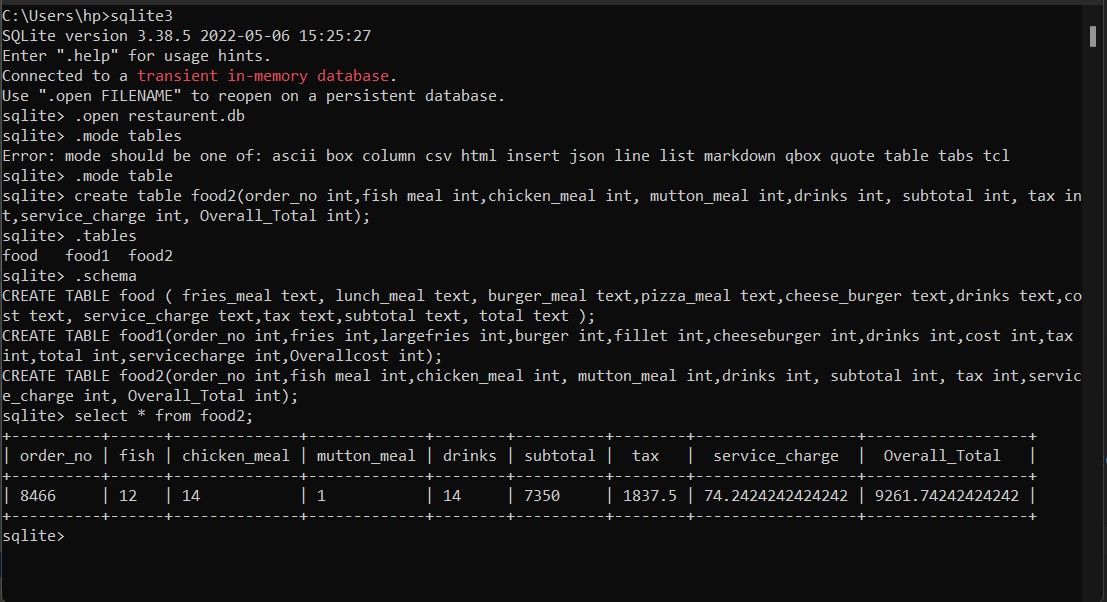 C:\Users\hp>sqlite3
SQLite version 3.38.5 2022-05-06 15:25:27
Enter ".help" for usage hints.
Connected to a transient in-memory database.
Use ".open FILENAME" to reopen on a persistent database.
sqlite> .open restaurent.db
sqlite> .mode tables
Error: mode should be one of: ascii box column csv html insert json line list markdown qbox quote table tabs tcl
sqlite> .mode table
sqlite> create table food2(order_no int,fish meal int,chicken_meal int, mutton_meal int,drinks int, subtotal int, tax in
t,service_charge int, Overall_Total int);
sqlite> .tables
food   food1  food2
sqlite> .schema
CREATE TABLE food ( fries_meal text, lunch_meal text, burger_meal text,pizza_meal text,cheese_burger text,drinks text,co
st text, service_charge text,tax text,subtotal text, total text );
CREATE TABLE food1(order_no int,fries int,largefries int,burger int,fillet int,cheeseburger int,drinks int,cost int,tax
int,total int,servicecharge int,Overallcost int);
CREATE TABLE food2(order_no int,fish meal int,chicken_meal int, mutton_meal int,drinks int, subtotal int, tax int,servic
e_charge int, Overall_Total int);
sqlite> select * from food2;
+----------+------+--------------+-------------+--------+----------+--------+------------------+------------------+
| order_no | fish | chicken_meal | mutton_meal | drinks | subtotal |  tax   |  service_charge  |  Overall_Total   |
+----------+------+--------------+-------------+--------+----------+--------+------------------+------------------+
| 8466     | 12   | 14           | 1           | 14     | 7350     | 1837.5 | 74.2424242424242 | 9261.74242424242 |
+----------+------+--------------+-------------+--------+----------+--------+------------------+------------------+
sqlite>